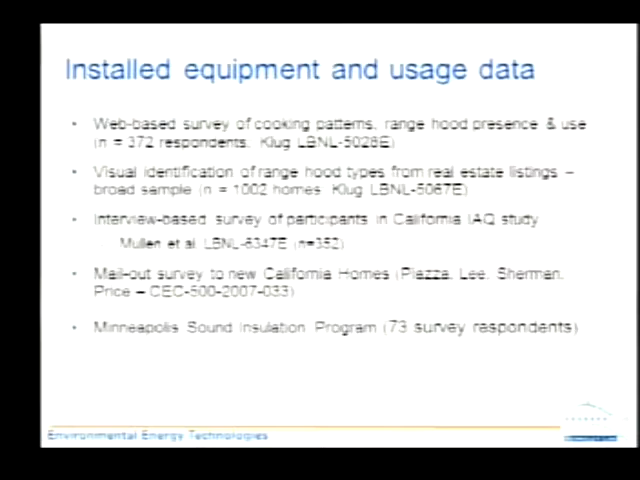 Installed equipment and usage data
• Web-based survey of cooking patterns, range hood presence & use
(n = 372 respondents, Klug LBNL-5028E)
• Visual identification of range hood types from real estate listings –
broad sample (n = 1002 homes, Klug LBNL-5067E)
• Interview-based survey of participants in California IAQ study
Mullen et al. LBNL-6347E (n=352)
• Mail-out survey to new California Homes (Piazza, Lee, Sherman,
Price – CEC-500-2007-033)
• Minneapolis Sound Insulation Program (73 survey respondents)
Environmental Energy Technologies